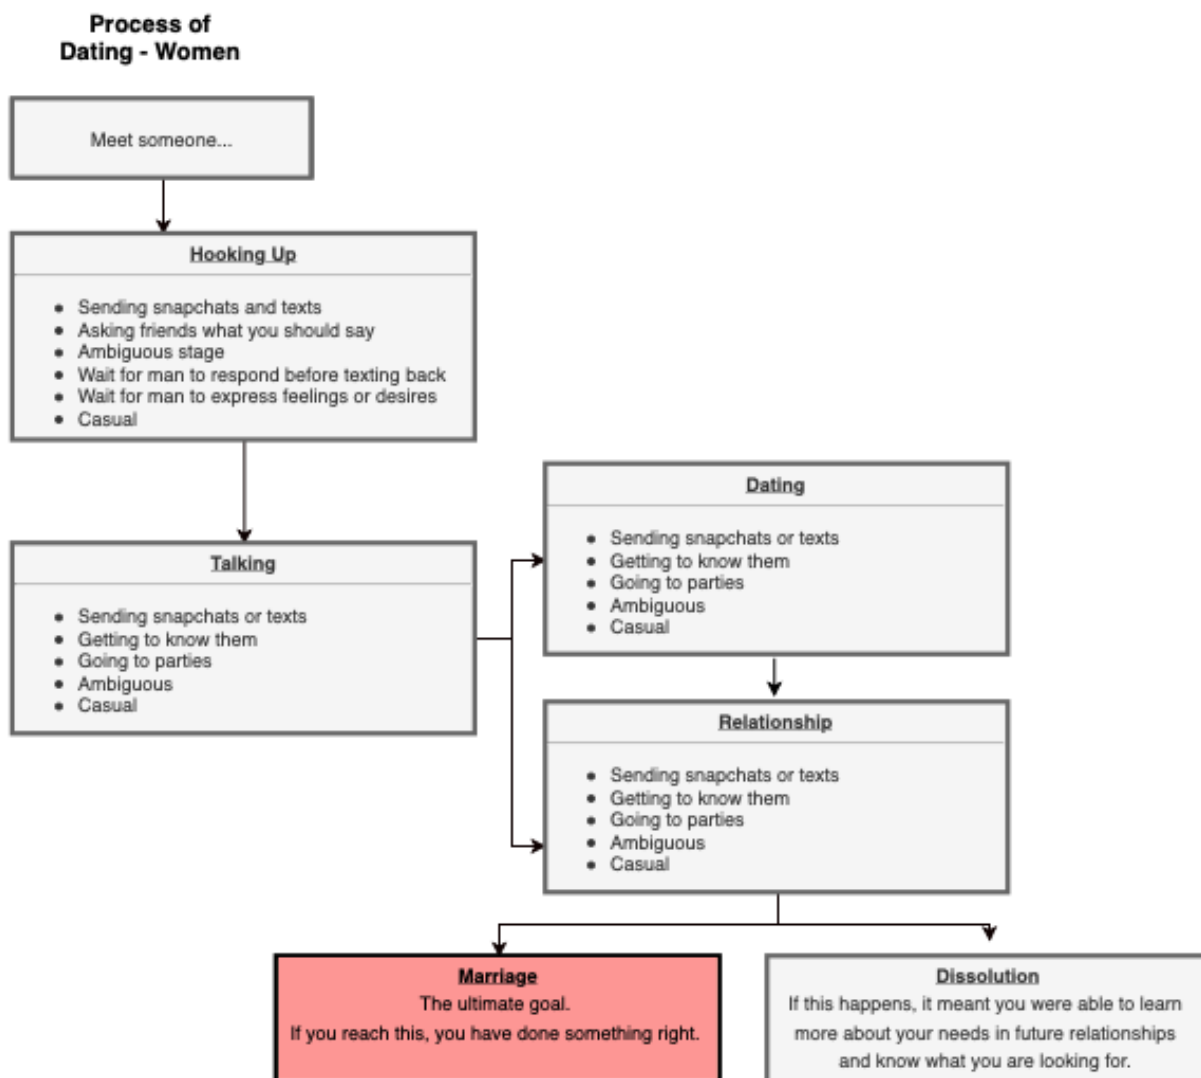 Process of
Dating - Women
Meet someone...
Hooking Up
• Sending snapchats and texts
• Asking friends what you should say
• Ambiguous stage
• Wait for man to respond before texting back
• Wait for man to express feelings or desires
• Casual
Talking
• Sending snapchats or texts
• Getting to know them
• Going to parties
• Ambiguous
• Casual
Dating
• Sending snapchats or texts
• Getting to know them
• Going to parties
• Ambiguous
• Casual
Relationship
• Sending snapchats or texts
• Getting to know them
• Going to parties
• Ambiguous
• Casual
Marriage
The ultimate goal.
If you reach this, you have done something right.
Dissolution
If this happens, it meant you were able to learn
more about your needs in future relationships
and know what you are looking for.